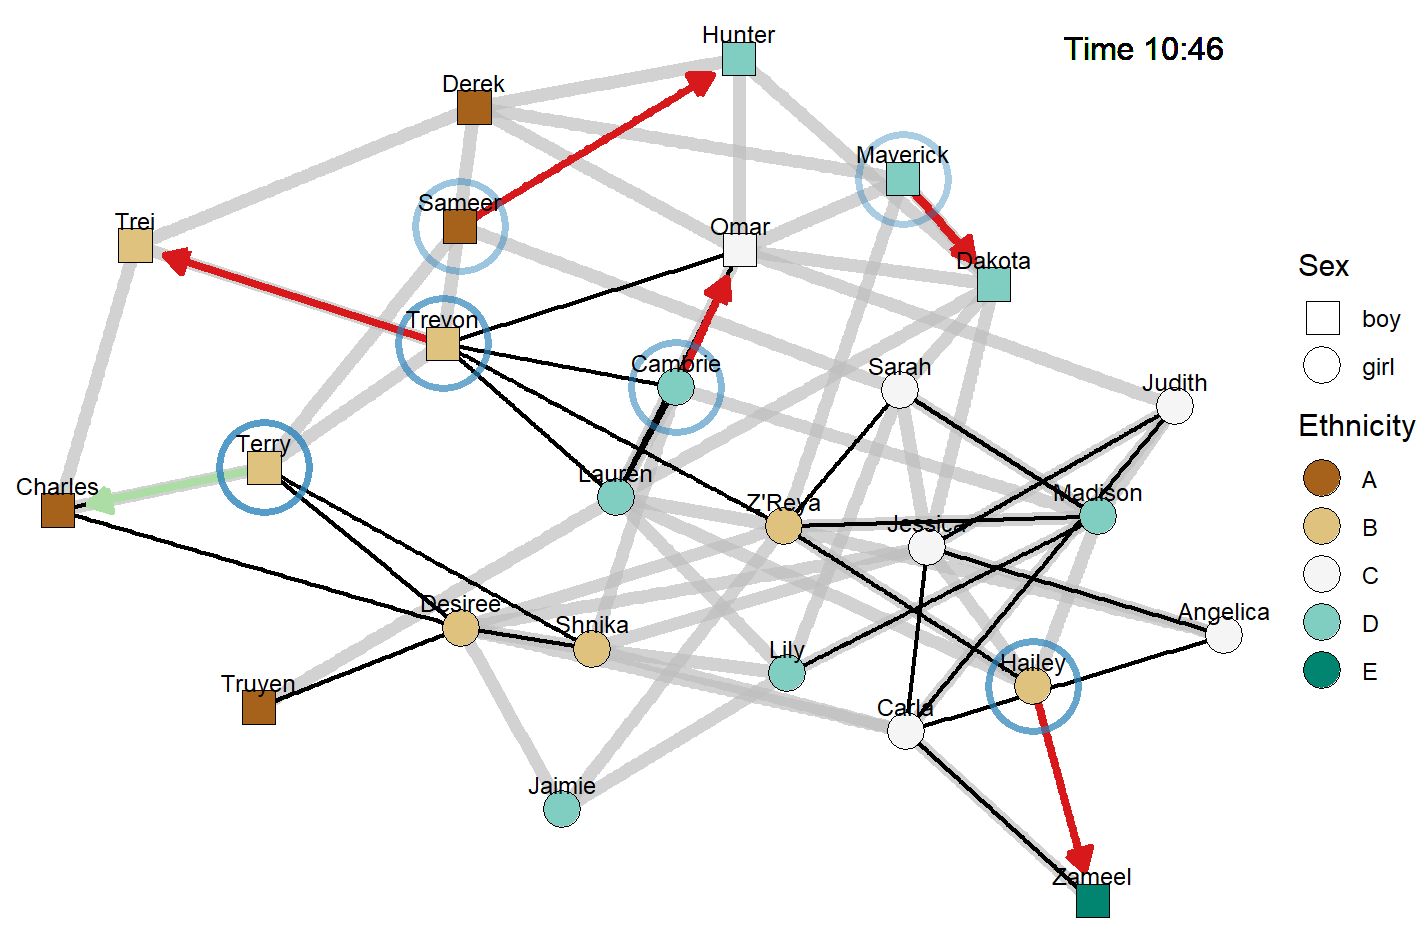 Hunter
Time 10:46
Derek
Maverick
Sameer
Trei
Omar
Dakota
Sex
boy
girl
Trevon
Cambrie
Sarah
Judith
Ethnicity
Terry
Lauren
Charles
Z'Reya
Madison
Jessica
A
B
C
D
E
Desiree
Shnika
Angelica
Lily
Hailey
Truyen
Carla
Jaimie
Zameel